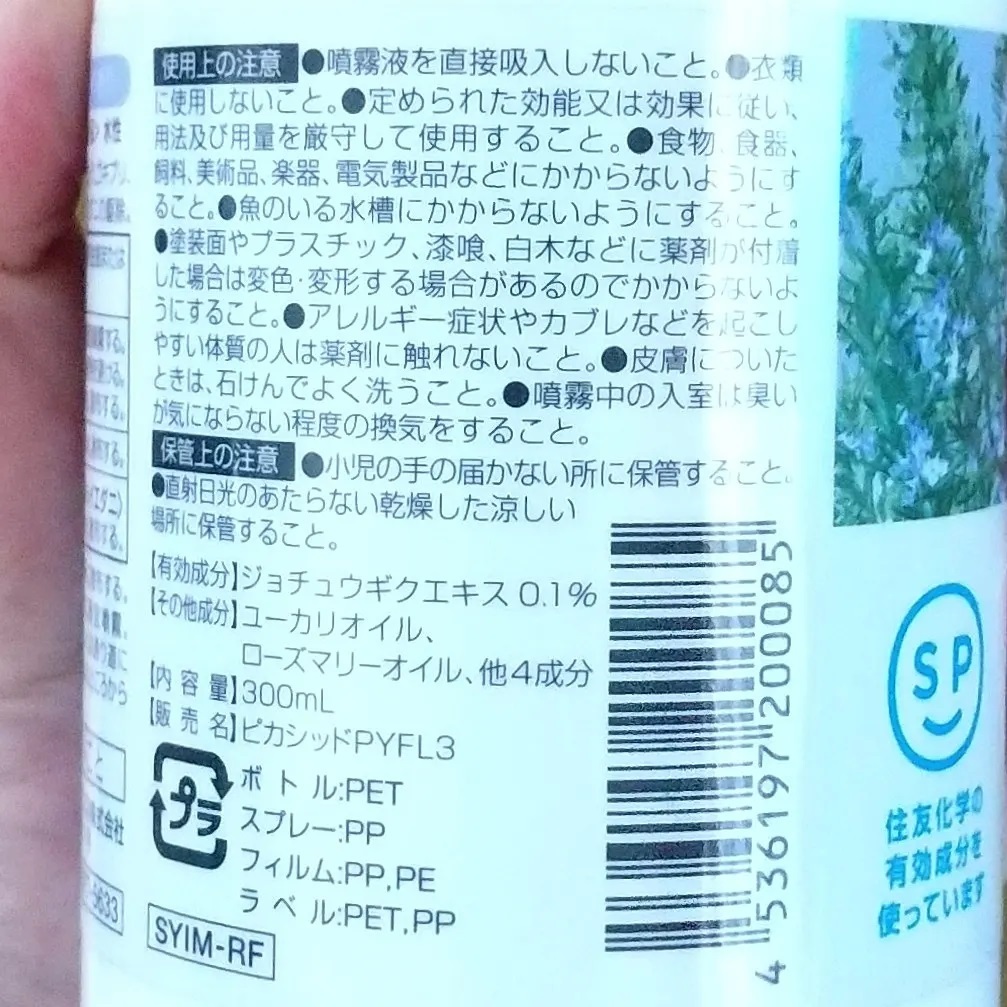 使用上の注意 ●噴霧液を直接吸入しないこと。●衣類
に使用しないこと。●定められた効能又は効果に従い、
用法及び用量を厳守して使用すること。●食物、食器、
飼料、美術品、楽器、電気製品などにかからないようにす
ること。●魚のいる水槽にかからないようにすること。
●塗装面やプラスチック、漆喰、白木などに薬剤が付着
した場合は変色・変形する場合があるのでかからないよ
うにすること。●アレルギー症状やカブレなどを起こし
やすい体質の人は薬剤に触れないこと。●皮膚についた
ときは、石けんでよく洗うこと。●噴霧中の入室は臭い
が気にならない程度の換気をすること。
保管上の注意 ●小児の手の届かない所に保管すること。
●直射日光のあたらない乾燥した涼しい
場所に保管すること。
【有効成分】ジョチュウギクエキス 0.1%
【その他成分】ユーカリオイル、
ローズマリーオイル、他4成分
【内容量】300mL
【販売名】ピカシッドPYFL3
プラ
ボトル:PET
スプレー:PP
フィルム:PP,PE
ラベル:PET,PP
SYIM-RF
4 536197 200085
SP
住友化学の
有効成分を
使っています
水性
株式会社